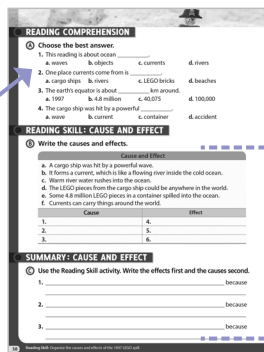 READING COMPREHENSION
A Choose the best answer.
1. This reading is about ocean ________.
a. waves b. objects c. currents d. rivers
2. One place currents come from is ________.
a. cargo ships b. rivers c. LEGO bricks d. beaches
3. The earth's equator is about ________ km around.
a. 1997 b. 4.8 million c. 40,075 d. 100,000
4. The cargo ship was hit by a powerful ________.
a. wave b. current c. container d. accident
READING SKILL: CAUSE AND EFFECT
B Write the causes and effects.
Cause and Effect
a. A cargo ship was hit by a powerful wave.
b. It forms a current, which is like a flowing river inside the cold ocean.
c. Warm river water rushes into the ocean.
d. The LEGO pieces from the cargo ship could be anywhere in the world.
e. Some 4.8 million LEGO pieces in a container spilled into the ocean.
f. Currents can carry things around the world.
Cause Effect
1. 4.
2. 5.
3. 6.
SUMMARY: CAUSE AND EFFECT
C Use the Reading Skill activity. Write the effects first and the causes second.
1. ________ because
2. ________ because
3. ________ because
Reading Skill: Organize the causes and effects of the 1997 LEGO spill.